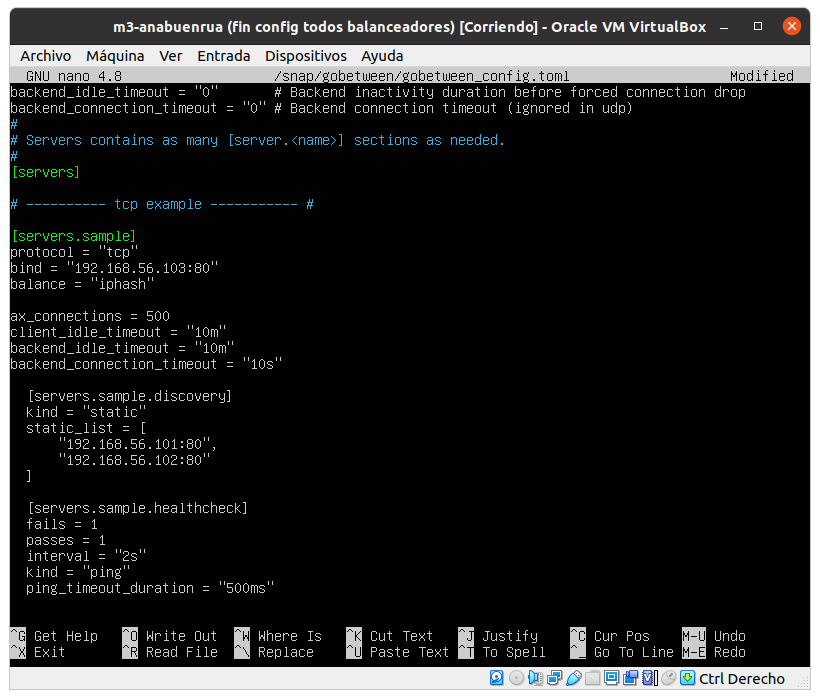 m3-anabuenrua (fin config todos balanceadores) [Corriendo] - Oracle VM VirtualBox
Archivo Máquina Ver Entrada Dispositivos Ayuda
GNU nano 4.8 /snap/gobetween/gobetween_config.toml Modified
backend_idle_timeout = "0" # Backend inactivity duration before forced connection drop
backend_connection_timeout = "0" # Backend connection timeout (ignored in udp)
#
# Servers contains as many [server.<name>] sections as needed.
#
[servers]
# ---------- tcp example ----------- #
[servers.sample]
protocol = "tcp"
bind = "192.168.56.103:80"
balance = "iphash"
ax_connections = 500
client_idle_timeout = "10m"
backend_idle_timeout = "10m"
backend_connection_timeout = "10s"
[servers.sample.discovery]
kind = "static"
static_list = [
"192.168.56.101:80",
"192.168.56.102:80"
]
[servers.sample.healthcheck]
fails = 1
passes = 1
interval = "2s"
kind = "ping"
ping_timeout_duration = "500ms"
^G Get Help ^O Write Out ^W Where Is ^K Cut Text ^J Justify ^C Cur Pos M-U Undo
^X Exit ^R Read File ^\ Replace ^U Paste Text ^T To Spell ^_ Go To Line M-E Redo
Ctrl Derecho